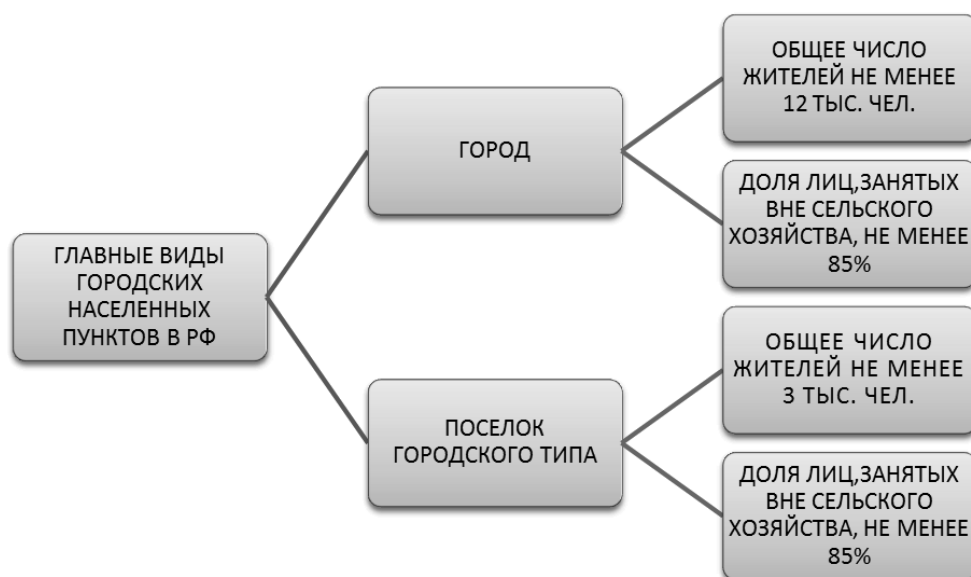 ГЛАВНЫЕ ВИДЫ
ГОРОДСКИХ
НАСЕЛЕННЫХ
ПУНКТОВ В РФ
ГОРОД
ОБЩЕЕ ЧИСЛО
ЖИТЕЛЕЙ НЕ МЕНЕЕ
12 ТЫС. ЧЕЛ.
ДОЛЯ ЛИЦ,ЗАНЯТЫХ
ВНЕ СЕЛЬСКОГО
ХОЗЯЙСТВА, НЕ МЕНЕЕ
85%
ПОСЕЛОК
ГОРОДСКОГО ТИПА
ОБЩЕЕ ЧИСЛО
ЖИТЕЛЕЙ НЕ МЕНЕЕ
3 ТЫС. ЧЕЛ.
ДОЛЯ ЛИЦ,ЗАНЯТЫХ
ВНЕ СЕЛЬСКОГО
ХОЗЯЙСТВА, НЕ МЕНЕЕ
85%